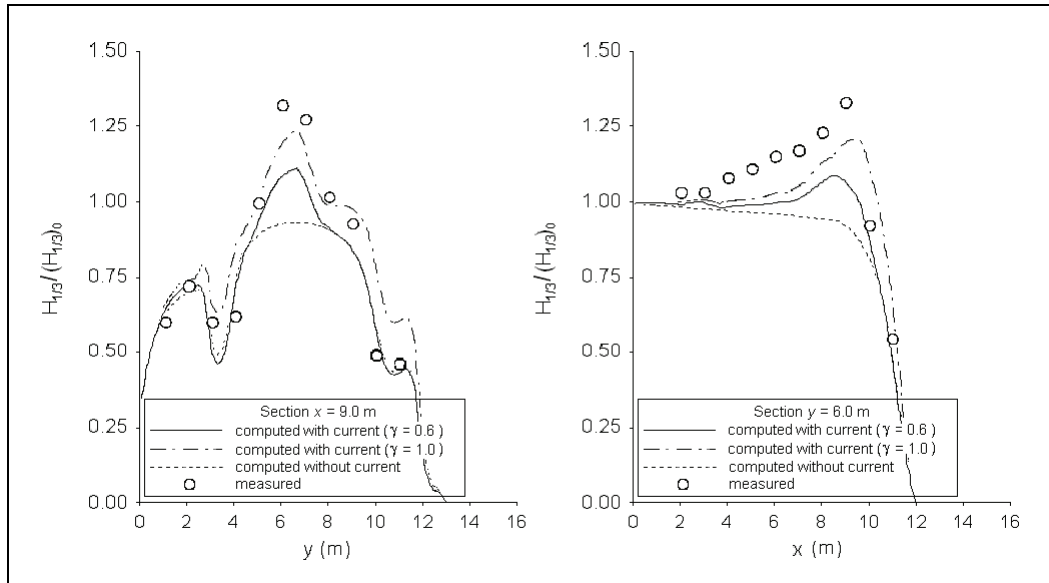 1.50
1.25
1.00
0.75
0.50
0.25
0.00
H1/3/(H1/3)0
Section x = 9.0 m
computed with current (γ = 0.6)
computed with current (γ = 1.0)
computed without current
measured
0 2 4 6 8 10 12 14 16
y (m)
1.50
1.25
1.00
0.75
0.50
0.25
0.00
H1/3/(H1/3)0
Section y = 6.0 m
computed with current (γ = 0.6)
computed with current (γ = 1.0)
computed without current
measured
0 2 4 6 8 10 12 14 16
x (m)